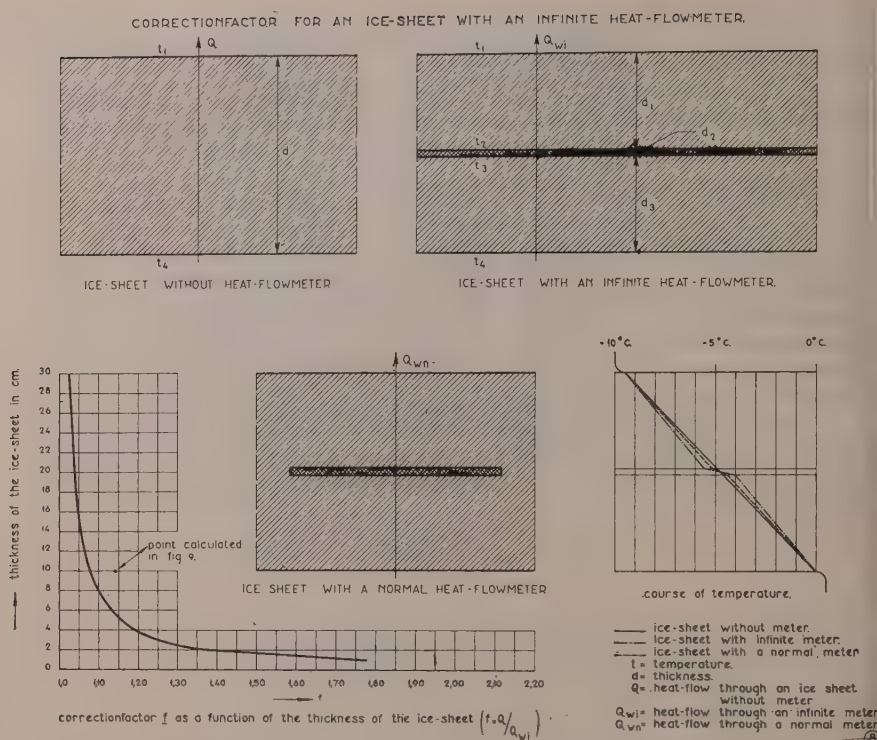 CORRECTIONFACTOR FOR AN ICE-SHEET WITH AN INFINITE HEAT-FLOWMETER.
t₁ Q
d
t₄
ICE-SHEET WITHOUT HEAT-FLOWMETER
t₁ Q wi
d₁
d₂
t₂
t₃
d₃
t₄
ICE-SHEET WITH AN INFINITE HEAT-FLOWMETER.
thickness of the ice-sheet in cm.
30
28
26
24
22
20
18
16
14
12
10
8
6
4
2
0
point calculated
in fig 9.
1,0 1,10 1,20 1,30 1,40 1,50 1,60 1,70 1,80 1,90 2,00 2,10 2,20
f
correctionfactor f as a function of the thickness of the ice-sheet (f=Q/Q wi).
Q wn
ICE SHEET WITH A NORMAL HEAT-FLOWMETER
-10°C. -5°C. 0°C.
course of temperature.
ice-sheet without meter.
ice-sheet with infinite meter.
ice-sheet with a normal meter
t= temperature.
d= thickness.
Q= heat-flow through an ice sheet
without meter
Q wi= heat-flow through an infinite meter
Q wn= heat-flow through a normal meter
8